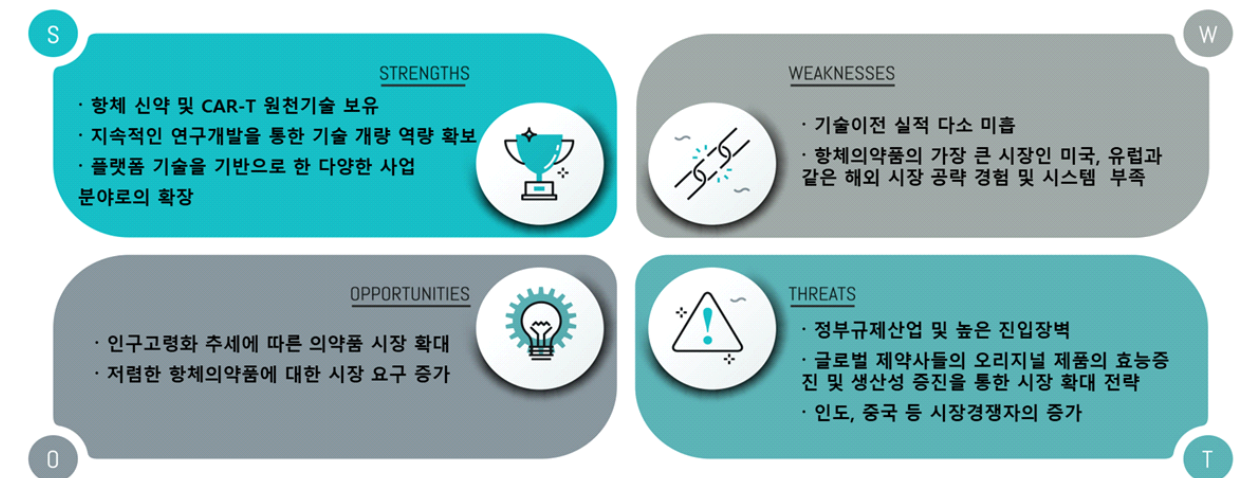 S
STRENGTHS
· 항체 신약 및 CAR-T 원천기술 보유
· 지속적인 연구개발을 통한 기술 개량 역량 확보
· 플랫폼 기술을 기반으로 한 다양한 사업
분야로의 확장
W
WEAKNESSES
· 기술이전 실적 다소 미흡
· 항체의약품의 가장 큰 시장인 미국, 유럽과
같은 해외 시장 공략 경험 및 시스템 부족
OPPORTUNITIES
· 인구고령화 추세에 따른 의약품 시장 확대
· 저렴한 항체의약품에 대한 시장 요구 증가
O
THREATS
· 정부규제산업 및 높은 진입장벽
· 글로벌 제약사들의 오리지널 제품의 효능증
진 및 생산성 증진을 통한 시장 확대 전략
· 인도, 중국 등 시장경쟁자의 증가
T